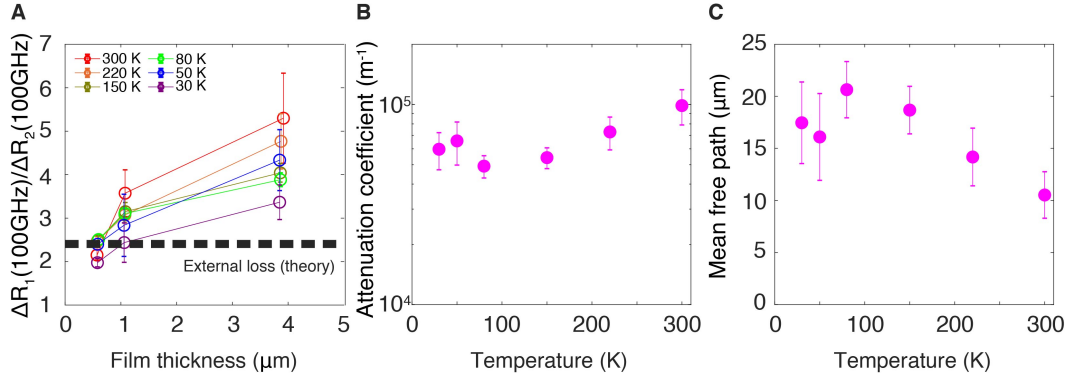 A
ΔR₁(100GHz)/ΔR₂(100GHz)
7
6
5
4
3
2
1
300 K
220 K
150 K
80 K
50 K
30 K
External loss (theory)
0 1 2 3 4 5
Film thickness (μm)
B
Attenuation coefficient (m⁻¹)
10⁵
10⁴
0 100 200 300
Temperature (K)
C
Mean free path (μm)
25
20
15
10
5
0
0 100 200 300
Temperature (K)